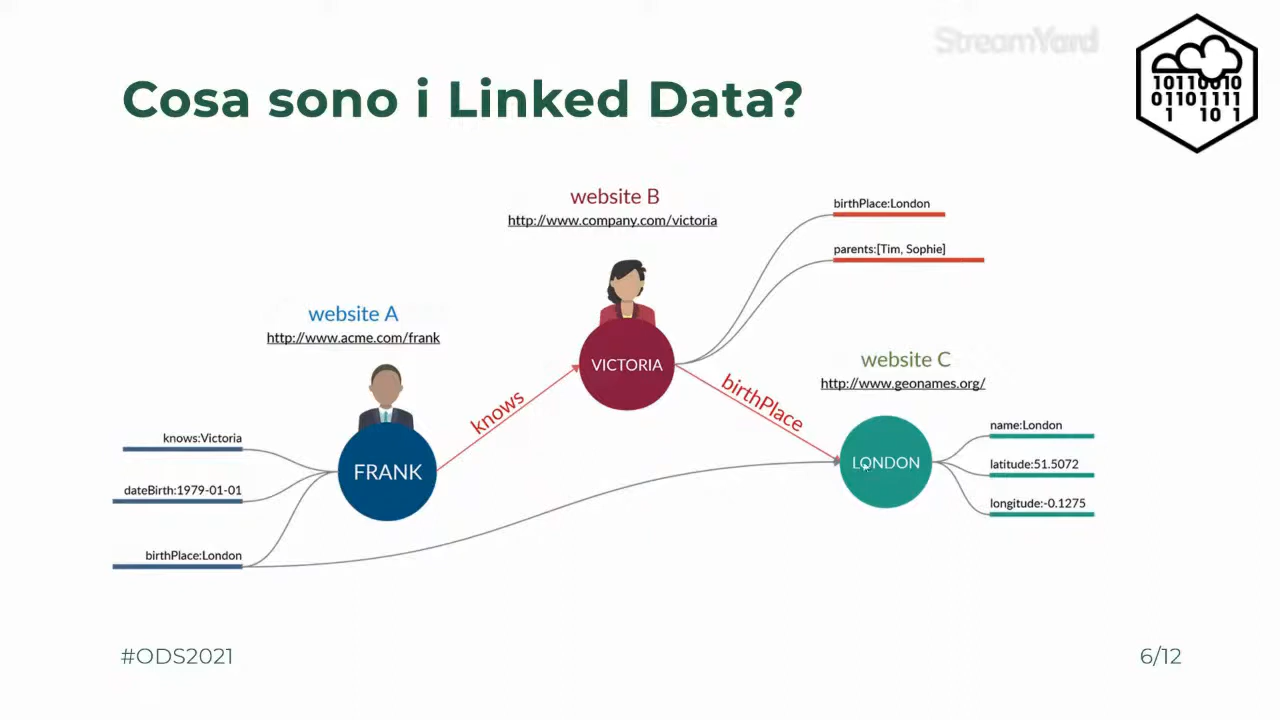 StreamYard
10110010
01101111
1 10 1
Cosa sono i Linked Data?
website B
http://www.company.com/victoria
birthPlace:London
parents:[Tim, Sophie]
website A
http://www.acme.com/frank
VICTORIA
website C
http://www.geonames.org/
knows
birthPlace
knows:Victoria
dateBirth:1979-01-01
birthPlace:London
FRANK
LONDON
name:London
latitude:51.5072
longitude:-0.1275
#ODS2021
6/12